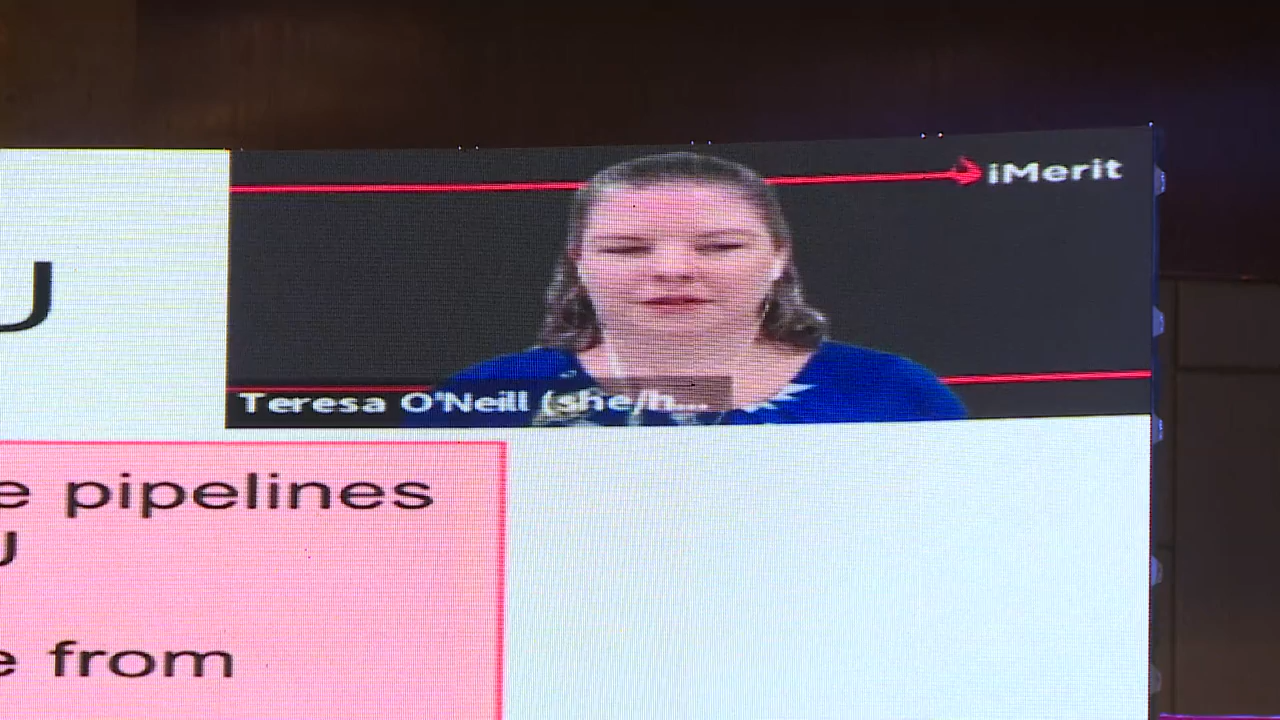 iMerit
U
Teresa O'Neill (she/h...
e pipelines
U
e from